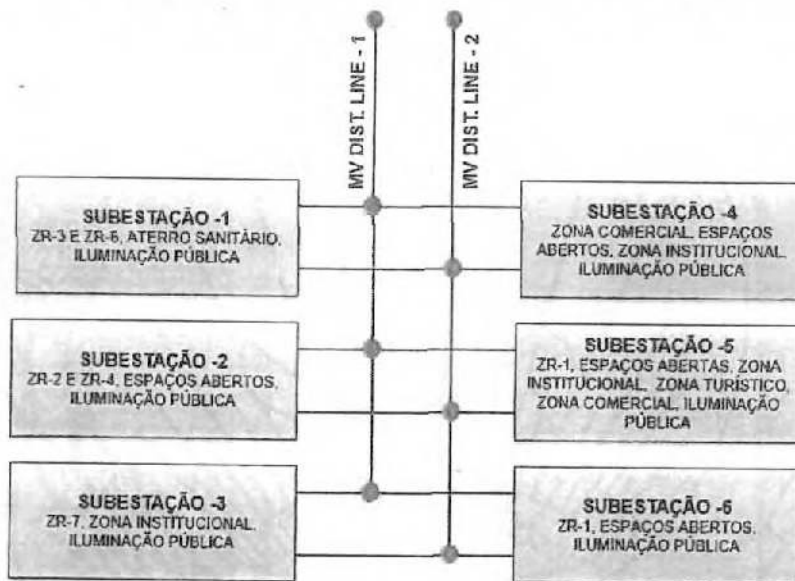 MV DIST. LINE - 1
MV DIST. LINE - 2
SUBESTAÇÃO -1
ZR-3 E ZR-6, ATERRO SANITÁRIO,
ILUMINAÇÃO PÚBLICA
SUBESTAÇÃO -2
ZR-2 E ZR-4, ESPAÇOS ABERTOS,
ILUMINAÇÃO PÚBLICA
SUBESTAÇÃO -3
ZR-7, ZONA INSTITUCIONAL,
ILUMINAÇÃO PÚBLICA
SUBESTAÇÃO -4
ZONA COMERCIAL, ESPAÇOS
ABERTOS, ZONA INSTITUCIONAL,
ILUMINAÇÃO PÚBLICA
SUBESTAÇÃO -5
ZR-1, ESPAÇOS ABERTAS, ZONA
INSTITUCIONAL, ZONA TURÍSTICO,
ZONA COMERCIAL, ILUMINAÇÃO
PÚBLICA
SUBESTAÇÃO -6
ZR-1, ESPAÇOS ABERTOS,
ILUMINAÇÃO PÚBLICA